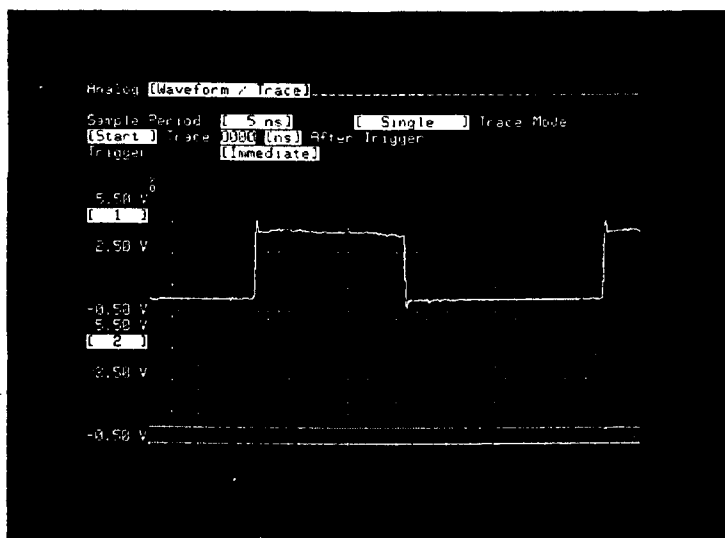 Analog [Waveform / Trace]
Sample Period [ 5 ns] [ Single ] Trace Mode
[Start ] Trace 0000 [ns] After Trigger
Trigger [Immediate]
5.50 V
[ 1 ]
2.50 V
-0.50 V
5.50 V
[ 2 ]
2.50 V
-0.50 V